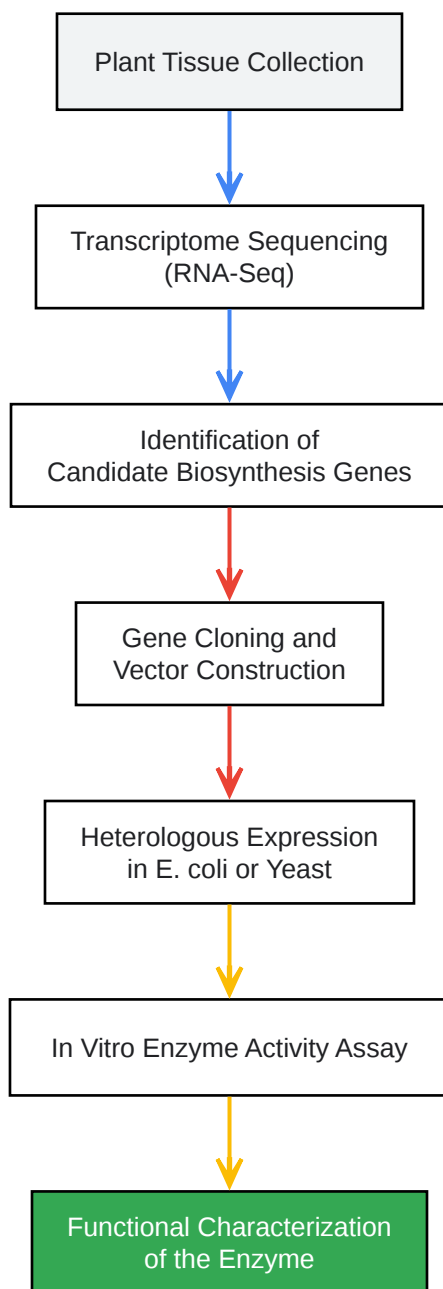 Plant Tissue Collection
Transcriptome Sequencing
(RNA-Seq)
Identification of
Candidate Biosynthesis Genes
Gene Cloning and
Vector Construction
Heterologous Expression
in E. coli or Yeast
In Vitro Enzyme Activity Assay
Functional Characterization
of the Enzyme